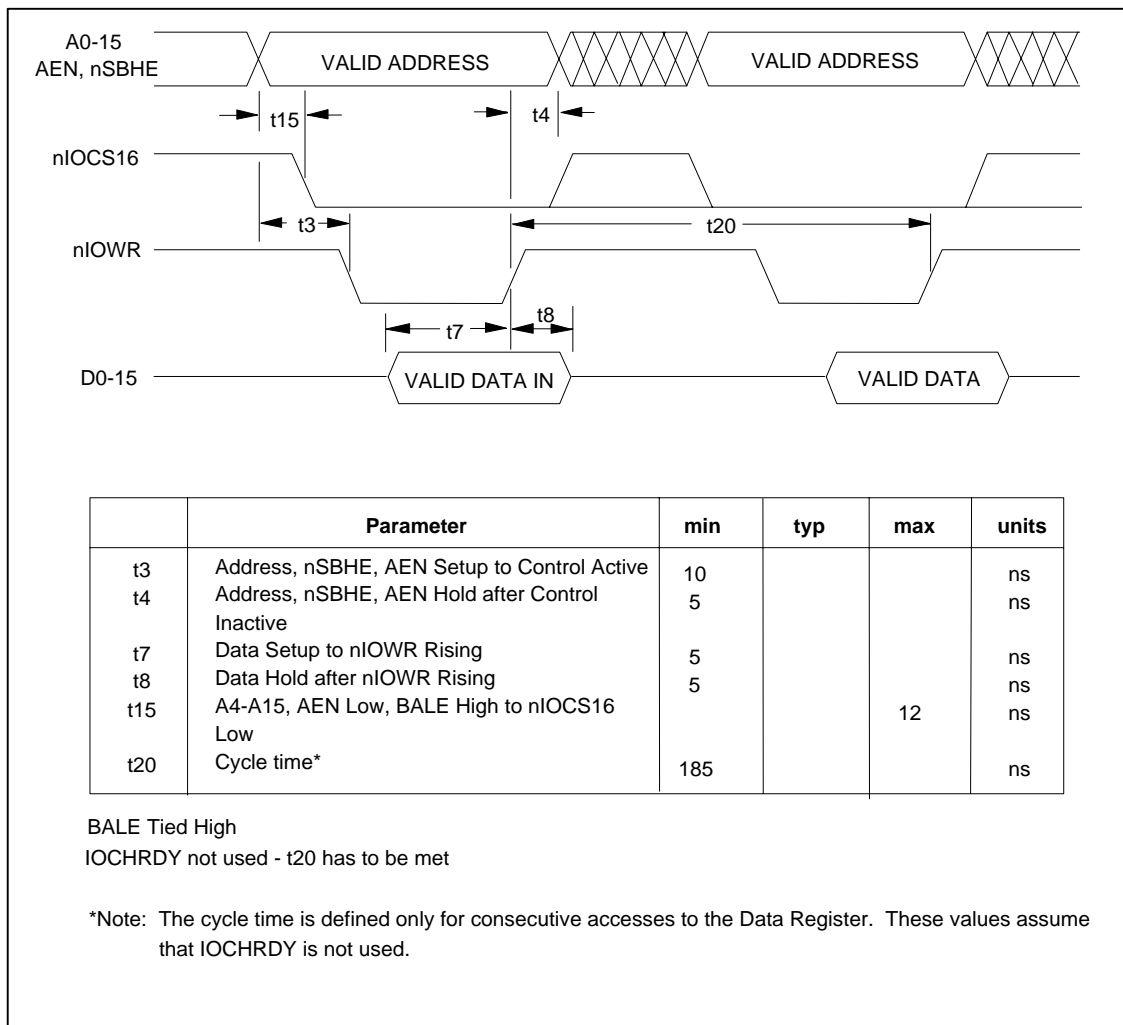 A0-15
AEN, nSBHE
VALID ADDRESS
VALID ADDRESS
t15
t4
nIOCS16
t3
t20
nIOWR
t7
t8
D0-15
VALID DATA IN
VALID DATA
Parameter min typ max units
t3 Address, nSBHE, AEN Setup to Control Active 10 ns
t4 Address, nSBHE, AEN Hold after Control 5 ns
Inactive
t7 Data Setup to nIOWR Rising 5 ns
t8 Data Hold after nIOWR Rising 5 ns
t15 A4-A15, AEN Low, BALE High to nIOCS16 12 ns
Low
t20 Cycle time* 185 ns
BALE Tied High
IOCHRDY not used - t20 has to be met
*Note: The cycle time is defined only for consecutive accesses to the Data Register. These values assume
that IOCHRDY is not used.